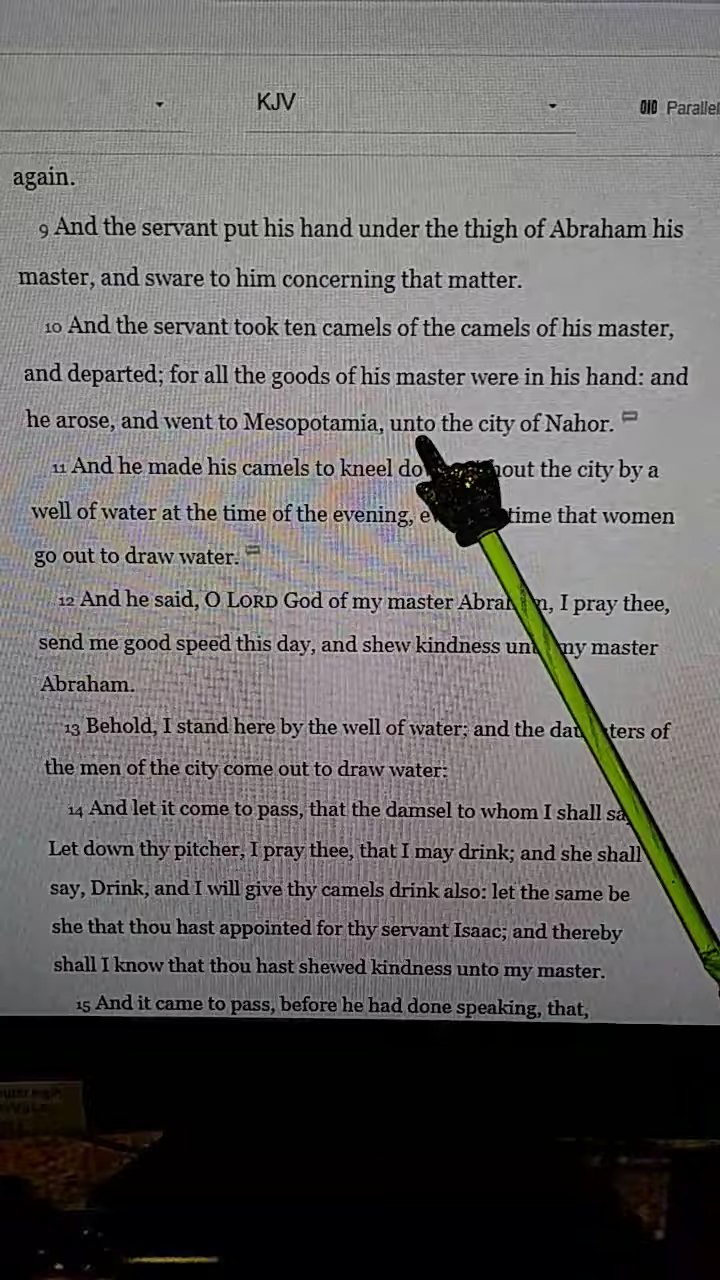 KJV
Parallel
again.
9 And the servant put his hand under the thigh of Abraham his
master, and sware to him concerning that matter.
10 And the servant took ten camels of the camels of his master,
and departed; for all the goods of his master were in his hand: and
he arose, and went to Mesopotamia, unto the city of Nahor.
11 And he made his camels to kneel do hout the city by a
well of water at the time of the evening, e time that women
go out to draw water.
12 And he said, O LORD God of my master Abra n, I pray thee,
send me good speed this day, and shew kindness un my master
Abraham.
13 Behold, I stand here by the well of water; and the dau ters of
the men of the city come out to draw water:
14 And let it come to pass, that the damsel to whom I shall sa
Let down thy pitcher, I pray thee, that I may drink; and she shall
say, Drink, and I will give thy camels drink also: let the same be
she that thou hast appointed for thy servant Isaac; and thereby
shall I know that thou hast shewed kindness unto my master.
15 And it came to pass, before he had done speaking, that,